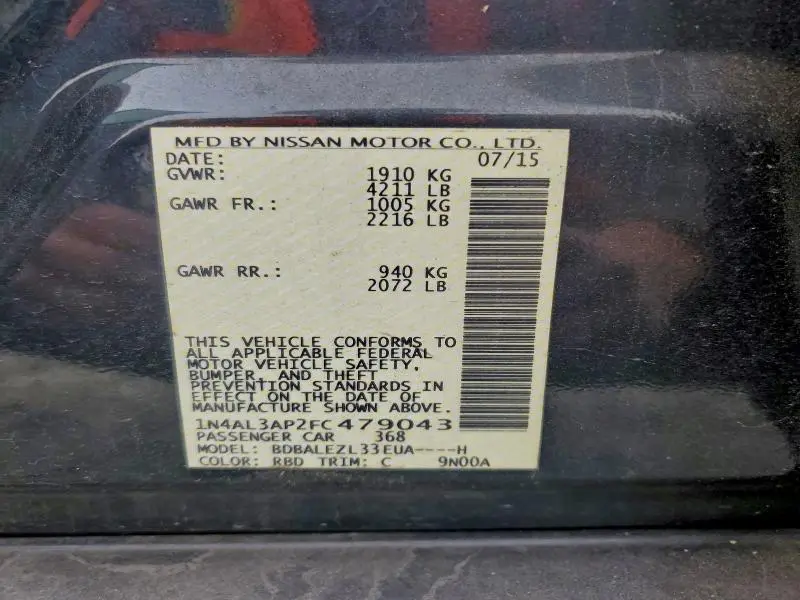 MFD BY NISSAN MOTOR CO., LTD.
DATE: 07/15
GVWR: 1910 KG
4211 LB
GAWR FR.: 1005 KG
2216 LB
GAWR RR.: 940 KG
2072 LB
THIS VEHICLE CONFORMS TO
ALL APPLICABLE FEDERAL
MOTOR VEHICLE SAFETY,
BUMPER, AND THEFT
PREVENTION STANDARDS IN
EFFECT ON THE DATE OF
MANUFACTURE SHOWN ABOVE.
1N4AL3AP2FC479043
PASSENGER CAR 368
MODEL: BDBALEZL33EUA----H
COLOR: RBD TRIM: C 9N00A